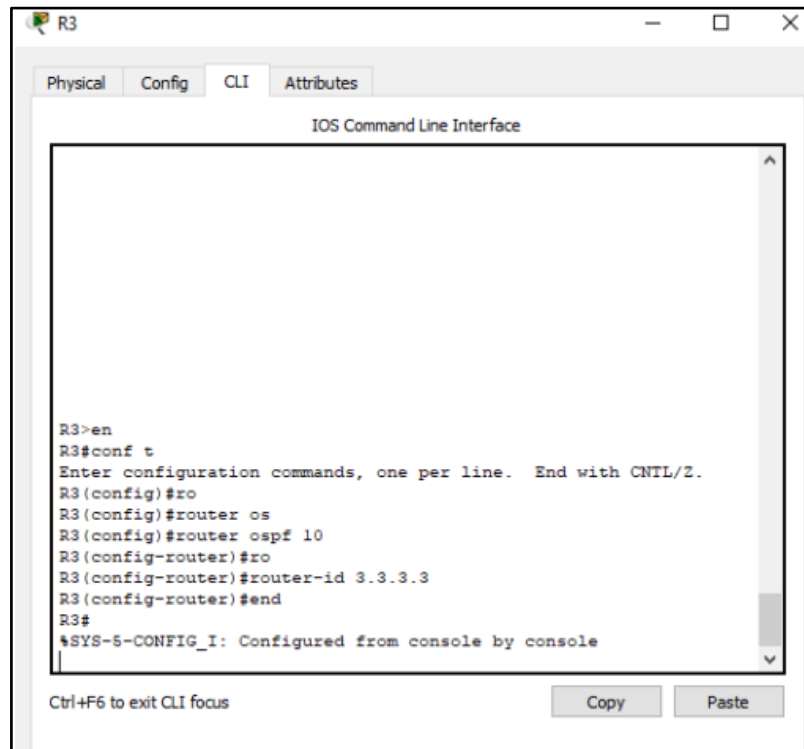 R3
Physical Config CLI Attributes
IOS Command Line Interface
R3>en
R3#conf t
Enter configuration commands, one per line.  End with CNTL/Z.
R3(config)#ro
R3(config)#router os
R3(config)#router ospf 10
R3(config-router)#ro
R3(config-router)#router-id 3.3.3.3
R3(config-router)#end
R3#
%SYS-5-CONFIG_I: Configured from console by console
Ctrl+F6 to exit CLI focus Copy Paste